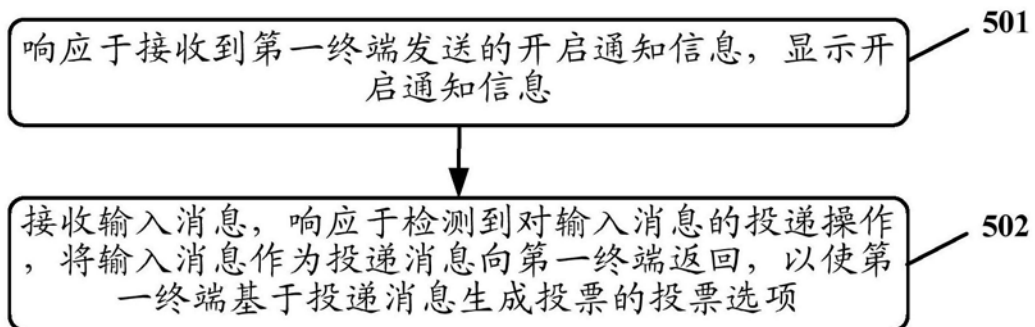 响应于接收到第一终端发送的开启通知信息，显示开
启通知信息
501
接收输入消息，响应于检测到对输入消息的投递操作
，将输入消息作为投递消息向第一终端返回，以使第
一终端基于投递消息生成投票的投票选项
502